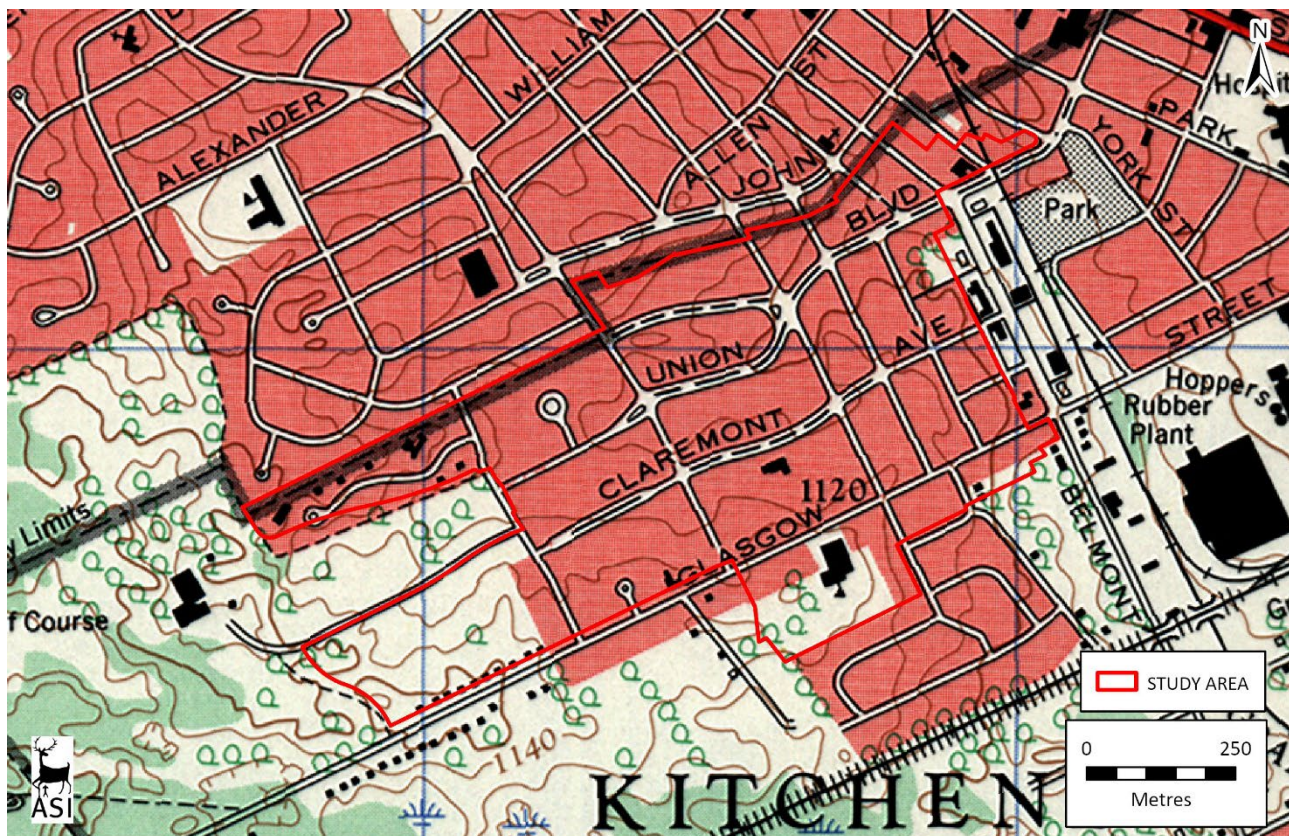 N
WILLIAM
ST
ALEXANDER
ALLEN
JOHN
PARK
YORK ST
BLVD
Park
STREET
AVE
UNION
Hoppers
Rubber
Plant
CLAREMONT
1120
Limits
GLASGOW
BELMONT
Course
1140
KITCHEN
STUDY AREA
0 250
Metres
ASI